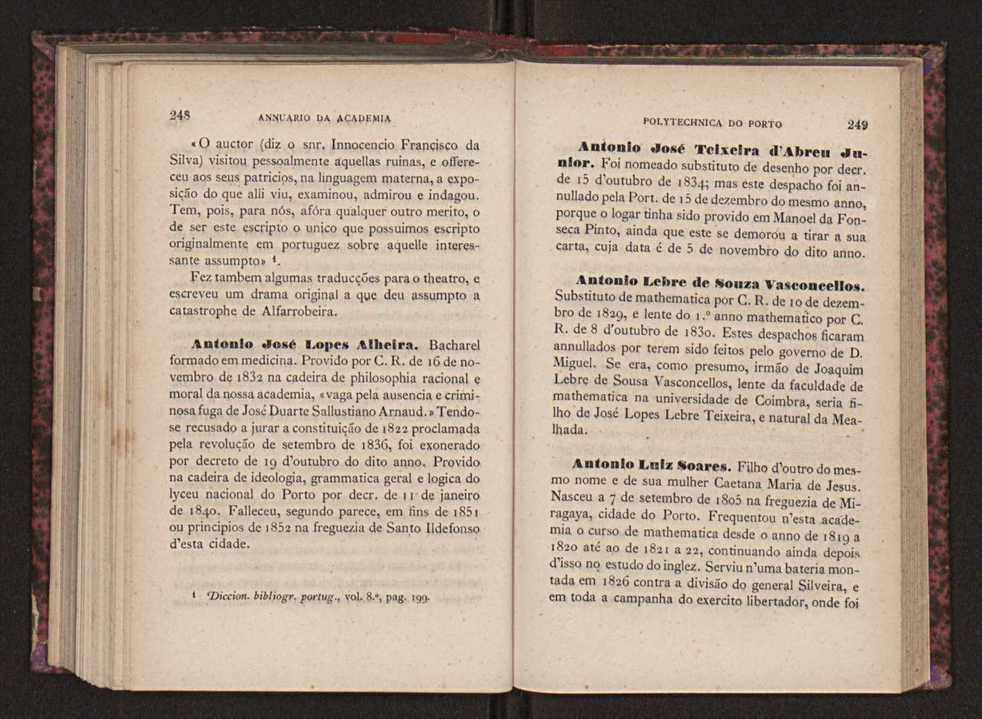 248 ANNUARIO DA ACADEMIA
«O auctor (diz o snr. Innocencio Francisco da
Silva) visitou pessoalmente aquellas ruinas, e offere-
ceu aos seus patricios, na linguagem materna, a expo-
sição do que alli viu, examinou, admirou e indagou.
Tem, pois, para nós, afóra qualquer outro merito, o
de ser este escripto o unico que possuimos escripto
originalmente em portuguez sobre aquelle interes-
sante assumpto» ¹.
Fez tambem algumas traducções para o theatro, e
escreveu um drama original a que deu assumpto a
catastrophe de Alfarrobeira.
Antonio José Lopes Alheira. Bacharel
formado em medicina. Provido por C. R. de 16 de no-
vembro de 1832 na cadeira de philosophia racional e
moral da nossa academia, «vaga pela ausencia e crimi-
nosa fuga de José Duarte Sallustiano Arnaud.» Tendo-
se recusado a jurar a constituição de 1822 proclamada
pela revolução de setembro de 1836, foi exonerado
por decreto de 19 d'outubro do dito anno. Provido
na cadeira de ideologia, grammatica geral e logica do
lyceu nacional do Porto por decr. de 11 de janeiro
de 1840. Falleceu, segundo parece, em fins de 1851
ou principios de 1852 na freguezia de Santo Ildefonso
d'esta cidade.
¹ Diccion. bibliogr. portug., vol. 8.º, pag. 199.
POLYTECHNICA DO PORTO 249
Antonio José Teixeira d'Abreu Ju-
nior. Foi nomeado substituto de desenho por decr.
de 15 d'outubro de 1834; mas este despacho foi an-
nullado pela Port. de 15 de dezembro do mesmo anno,
porque o logar tinha sido provido em Manoel da Fon-
seca Pinto, ainda que este se demorou a tirar a sua
carta, cuja data é de 5 de novembro do dito anno.
Antonio Lebre de Souza Vasconcellos.
Substituto de mathematica por C. R. de 10 de dezem-
bro de 1829, e lente do 1.º anno mathematico por C.
R. de 8 d'outubro de 1830. Estes despachos ficaram
annullados por terem sido feitos pelo governo de D.
Miguel. Se era, como presumo, irmão de Joaquim
Lebre de Sousa Vasconcellos, lente da faculdade de
mathematica na universidade de Coimbra, seria fi-
lho de José Lopes Lebre Teixeira, e natural da Mea-
lhada.
Antonio Luiz Soares. Filho d'outro do mes-
mo nome e de sua mulher Caetana Maria de Jesus.
Nasceu a 7 de setembro de 1805 na freguezia de Mi-
ragaya, cidade do Porto. Frequentou n'esta acade-
mia o curso de mathematica desde o anno de 1819 a
1820 até ao de 1821 a 22, continuando ainda depois
d'isso no estudo do inglez. Serviu n'uma bateria mon-
tada em 1826 contra a divisão do general Silveira, e
em toda a campanha do exercito libertador, onde foi